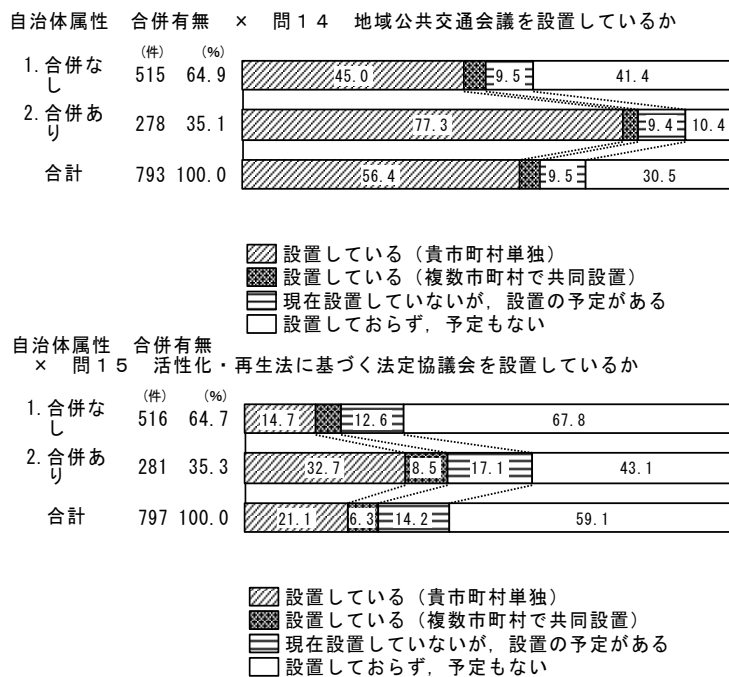 自治体属性　合併有無　×　問１４　地域公共交通会議を設置しているか
(件) (%)
1.合併なし 515 64.9 45.0 9.5 41.4
2.合併あり 278 35.1 77.3 9.4 10.4
合計 793 100.0 56.4 9.5 30.5
設置している（貴市町村単独）
設置している（複数市町村で共同設置）
現在設置していないが，設置の予定がある
設置しておらず，予定もない
自治体属性　合併有無
×　問１５　活性化・再生法に基づく法定協議会を設置しているか
(件) (%)
1.合併なし 516 64.7 14.7 12.6 67.8
2.合併あり 281 35.3 32.7 8.5 17.1 43.1
合計 797 100.0 21.1 6.3 14.2 59.1
設置している（貴市町村単独）
設置している（複数市町村で共同設置）
現在設置していないが，設置の予定がある
設置しておらず，予定もない